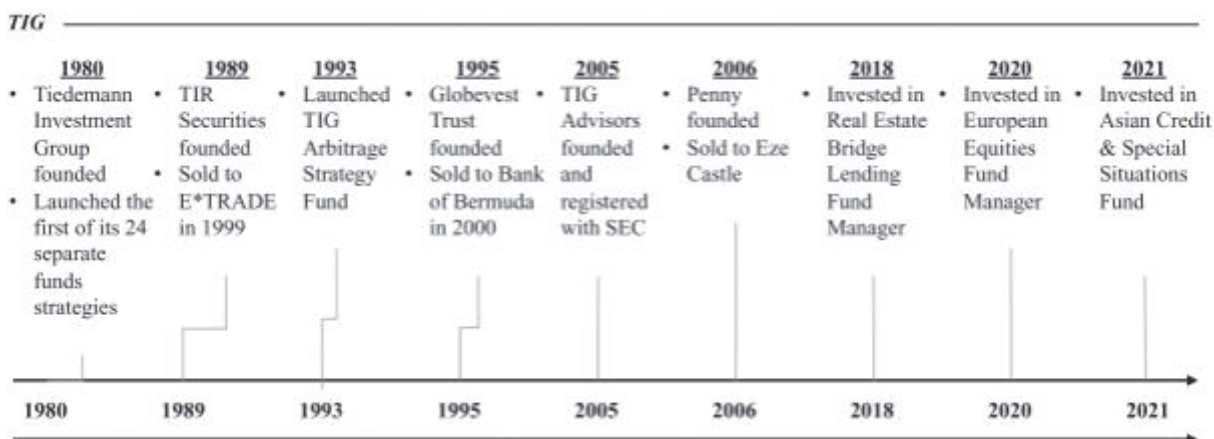 TIG
1980
• Tiedemann
Investment
Group
founded
• Launched the
first of its 24
separate
funds
strategies
1989
• TIR
Securities
founded
• Sold to
E*TRADE
in 1999
1993
• Launched
TIG
Arbitrage
Strategy
Fund
1995
• Globevest
Trust
founded
• Sold to Bank
of Bermuda
in 2000
2005
• TIG
Advisors
founded
and
registered
with SEC
2006
• Penny
founded
• Sold to Eze
Castle
2018
• Invested in
Real Estate
Bridge
Lending
Fund
Manager
2020
• Invested in
European
Equities
Fund
Manager
2021
• Invested in
Asian Credit
& Special
Situations
Fund
1980 1989 1993 1995 2005 2006 2018 2020 2021